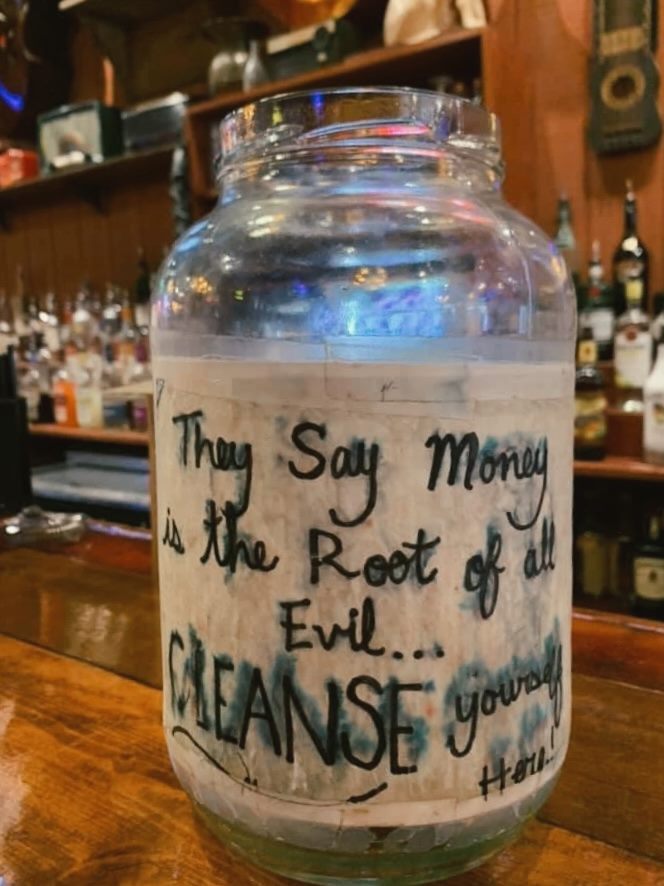 They Say Money
is the Root of all
Evil...
CLEANSE yourself
Here!